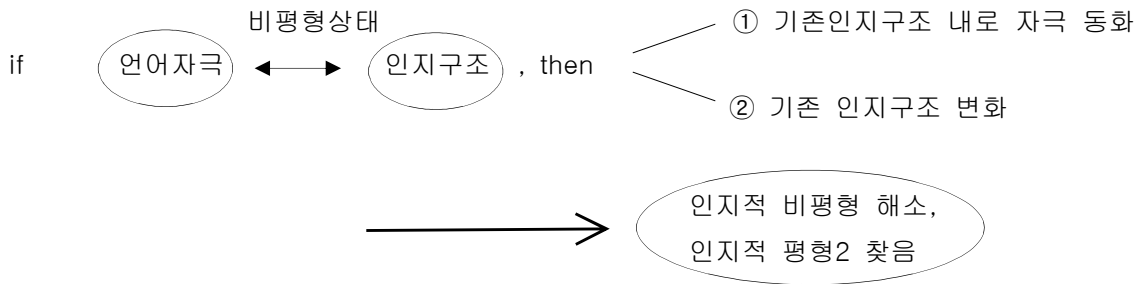 비평형상태
① 기존인지구조 내로 자극 동화
if 언어자극 인지구조 , then
② 기존 인지구조 변화
인지적 비평형 해소,
인지적 평형2 찾음